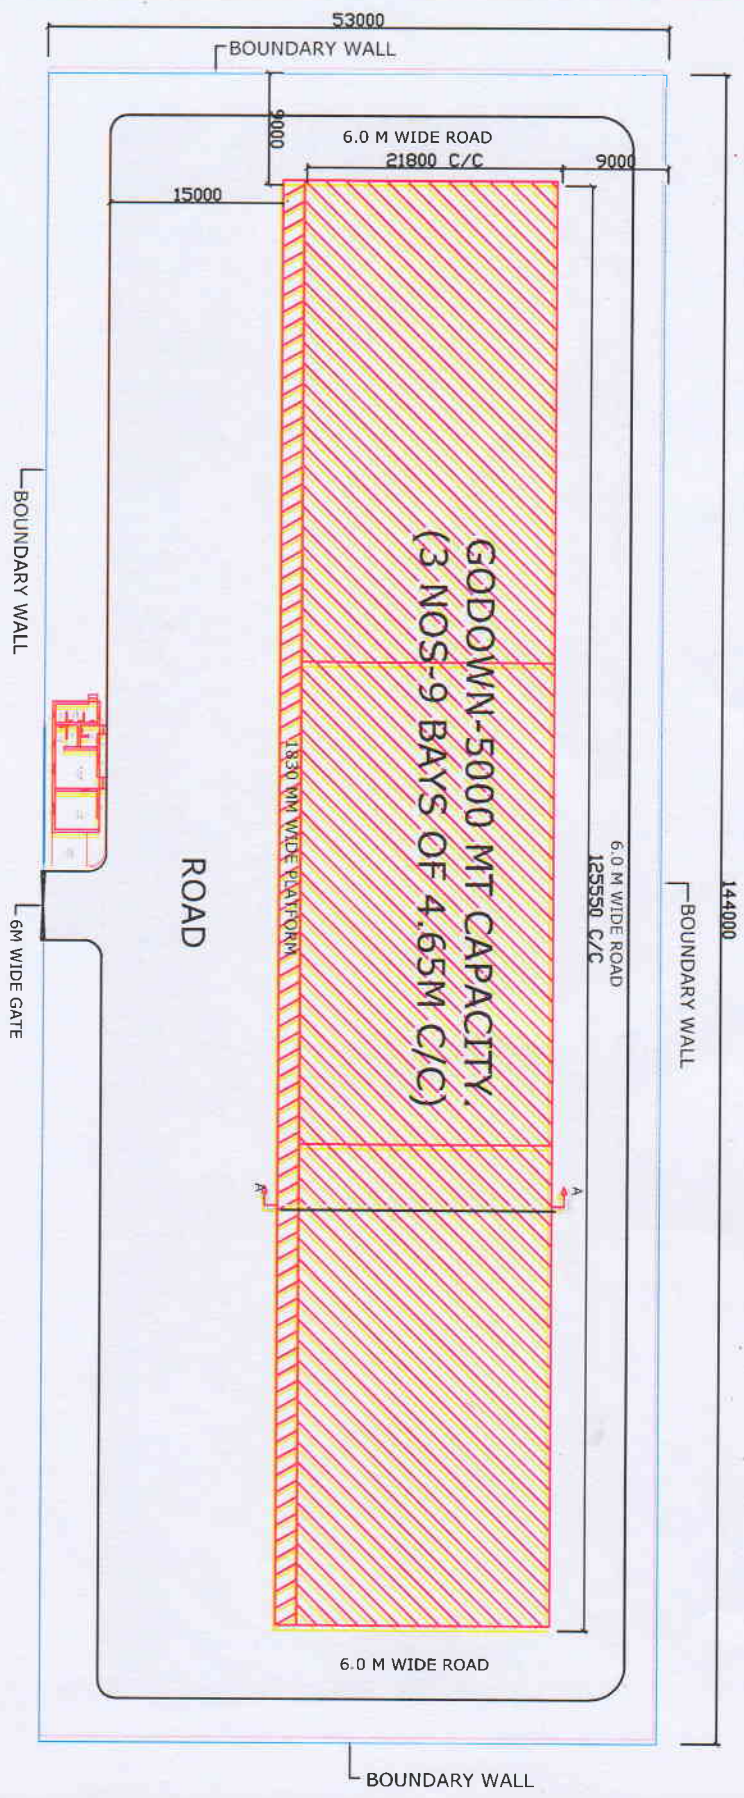 53000
BOUNDARY WALL
9000
6.0 M WIDE ROAD
21800 C/C
9000
15000
BOUNDARY WALL
GODOWN-5000 MT CAPACITY.
(3 NOS-9 BAYS OF 4.65M C/C)
1830 MM WIDE PLATFORM
ROAD
6.0 M WIDE ROAD
125550 C/C
144000
BOUNDARY WALL
6M WIDE GATE
A
A
6.0 M WIDE ROAD
BOUNDARY WALL